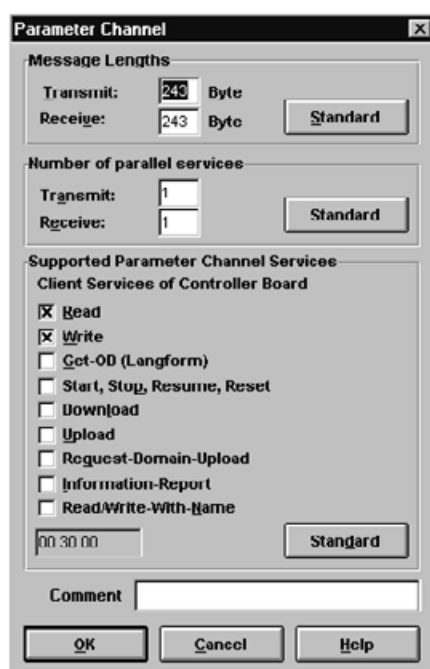 Parameter Channel
Message Lengths
Transmit: 243 Byte
Receive: 243 Byte Standard
Number of parallel services
Transmit: 1
Receive: 1 Standard
Supported Parameter Channel Services
Client Services of Controller Board
Read
Write
Get-OD (Langform)
Start, Stop, Resume, Reset
Download
Upload
Request-Domain-Upload
Information-Report
Read/Write-With-Name
00 30 00 Standard
Comment
OK Cancel Help